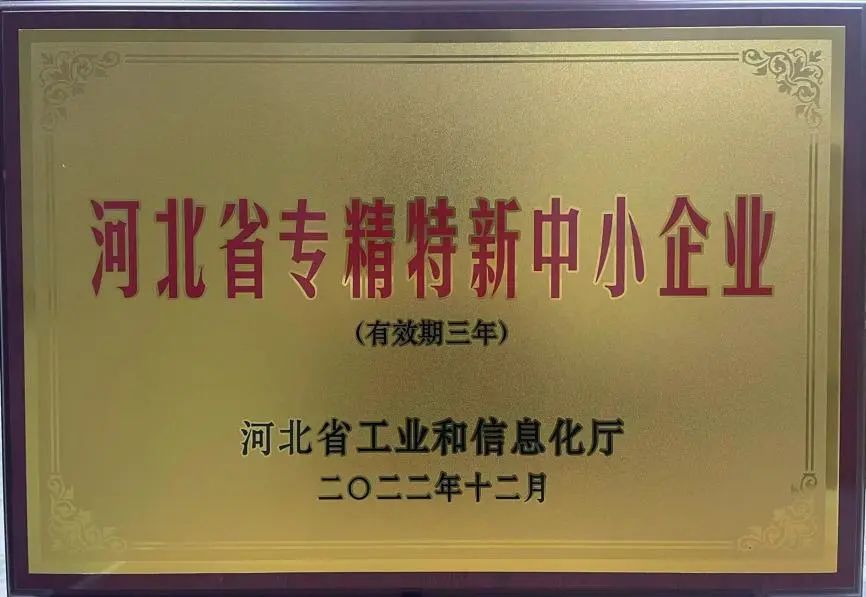 河北省专精特新中小企业
(有效期三年)
河北省工业和信息化厅
二〇二二年十二月